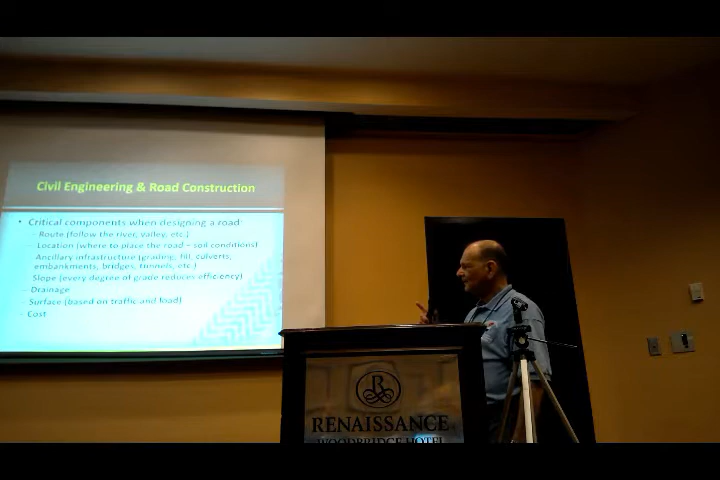 Civil Engineering & Road Construction
• Critical components when designing a road
– Route (follow the river, valley, etc.)
– Location (where to place the road – soil conditions)
Ancillary infrastructure (grading, fill, culverts,
embankments, bridges, tunnels, etc.)
Slope (every degree of grade reduces efficiency)
– Drainage
– Surface (based on traffic and load)
– Cost
R
RENAISSANCE
WOODBRIDGE HOTEL